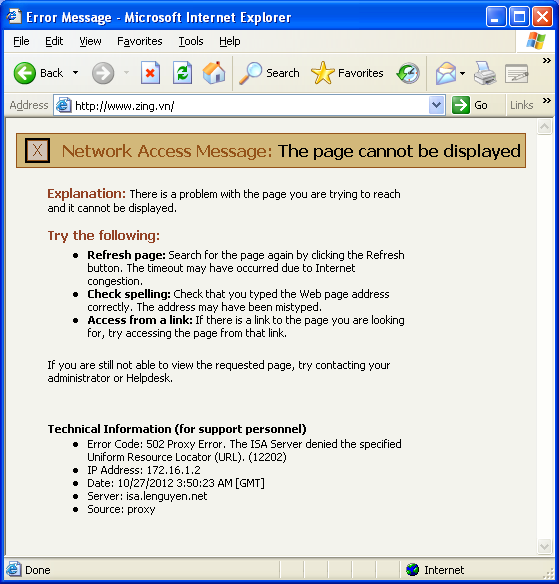 Error Message - Microsoft Internet Explorer
File Edit View Favorites Tools Help
Back Search Favorites
Address http://www.zing.vn/ Go Links
X Network Access Message: The page cannot be displayed
Explanation: There is a problem with the page you are trying to reach
and it cannot be displayed.
Try the following:
• Refresh page: Search for the page again by clicking the Refresh
button. The timeout may have occurred due to Internet
congestion.
• Check spelling: Check that you typed the Web page address
correctly. The address may have been mistyped.
• Access from a link: If there is a link to the page you are looking
for, try accessing the page from that link.
If you are still not able to view the requested page, try contacting your
administrator or Helpdesk.
Technical Information (for support personnel)
• Error Code: 502 Proxy Error. The ISA Server denied the specified
Uniform Resource Locator (URL). (12202)
• IP Address: 172.16.1.2
• Date: 10/27/2012 3:50:23 AM [GMT]
• Server: isa.lenguyen.net
• Source: proxy
Done Internet